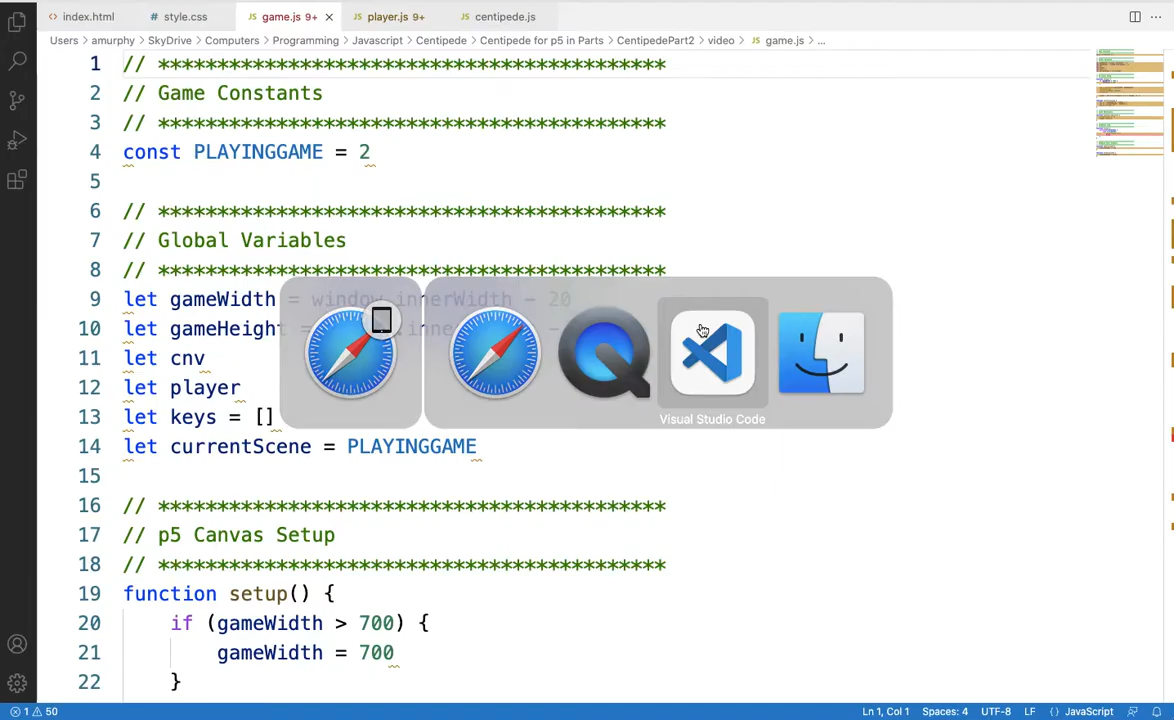 index.html
# style.css
JS game.js 9+
JS player.js 9+
JS centipede.js
Users > amurphy > SkyDrive > Computers > Programming > Javascript > Centipede > Centipede for p5 in Parts > CentipedePart2 > video > JS game.js > ...
1 // *******************************************
2 // Game Constants
3 // *******************************************
4 const PLAYINGGAME = 2
5
6 // *******************************************
7 // Global Variables
8 // *******************************************
9 let gameWidth = window.innerWidth - 20
10 let gameHeight
11 let cnv
12 let player
13 let keys = []
14 let currentScene = PLAYINGGAME
15
16 // *******************************************
17 // p5 Canvas Setup
18 // *******************************************
19 function setup() {
20 if (gameWidth > 700) {
21 gameWidth = 700
22 }
Visual Studio Code
1 50
Ln 1, Col 1
Spaces: 4
UTF-8
LF
{} JavaScript